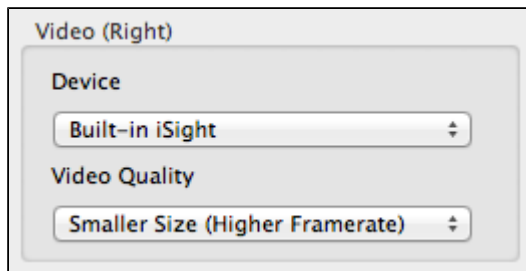 Video (Right)
Device
Built-in iSight
Video Quality
Smaller Size (Higher Framerate)